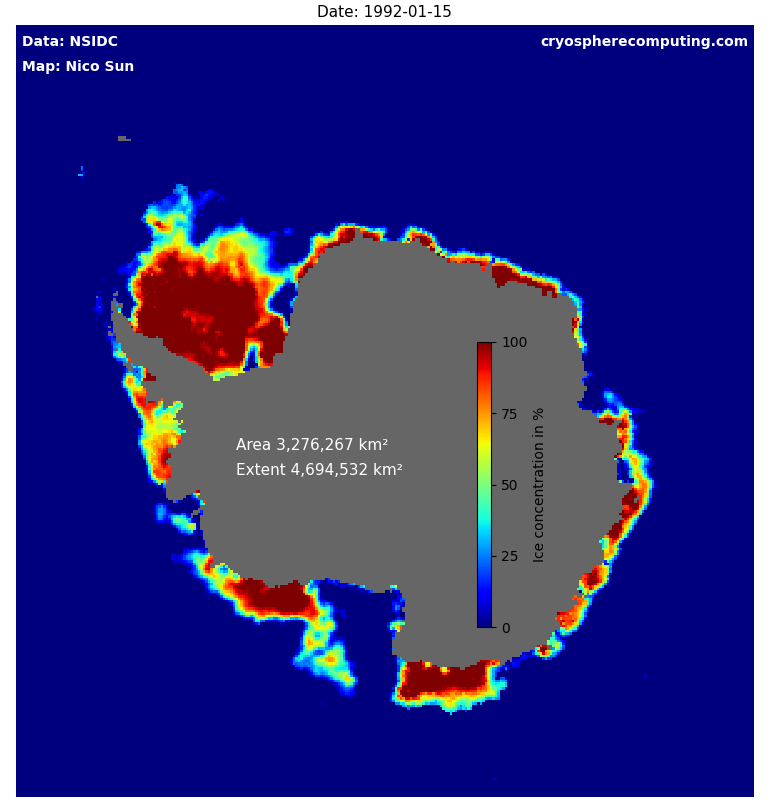 Date: 1992-01-15
Data: NSIDC
cryospherecomputing.com
Map: Nico Sun
100
75
50
25
0
Ice concentration in %
Area 3,276,267 km²
Extent 4,694,532 km²